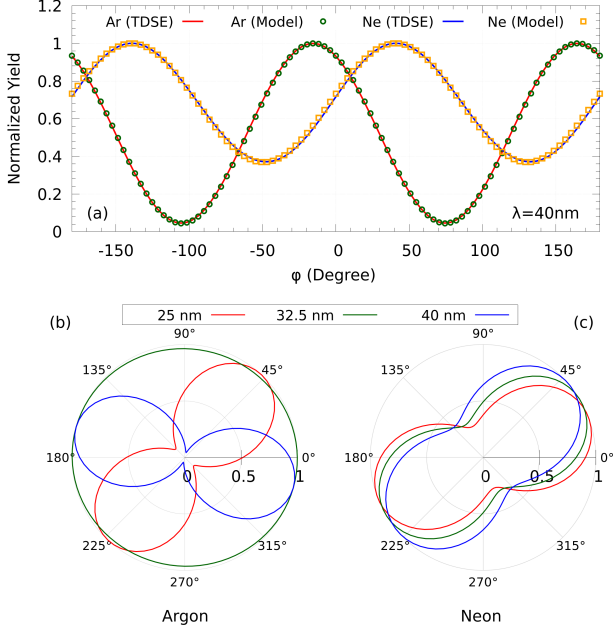 1.2
Ar (TDSE) Ar (Model) Ne (TDSE) Ne (Model)
1
0.8
0.6
0.4
0.2
0
Normalized Yield
(a)
λ=40nm
-150 -100 -50 0 50 100 150
φ (Degree)
25 nm 32.5 nm 40 nm
(b)
90°
135° 45°
180° 0°
0 0.5 1
225° 315°
270°
Argon
(c)
90°
135° 45°
180° 0°
0 0.5 1
225° 315°
270°
Neon